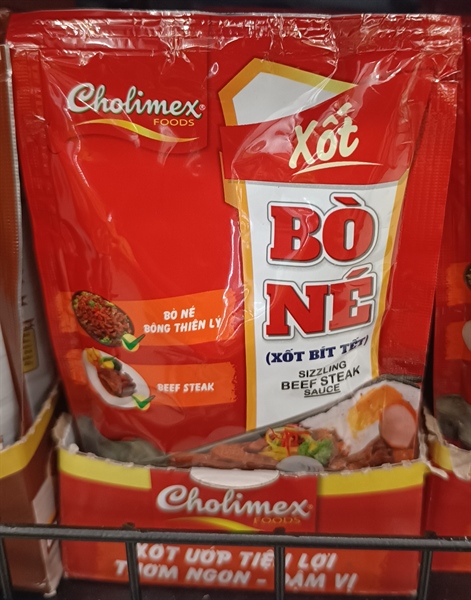 Cholimex®
FOODS
Xốt
BÒ
NÉ
(XỐT BÍT TẾT)
SIZZLING
BEEF STEAK
SAUCE
BÒ NÉ
BÔNG THIÊN LÝ
BEEF STEAK
Cholimex
FOODS
XỐT ƯỚP TIỆN LỢI
THƠM NGON - ĐẬM VỊ